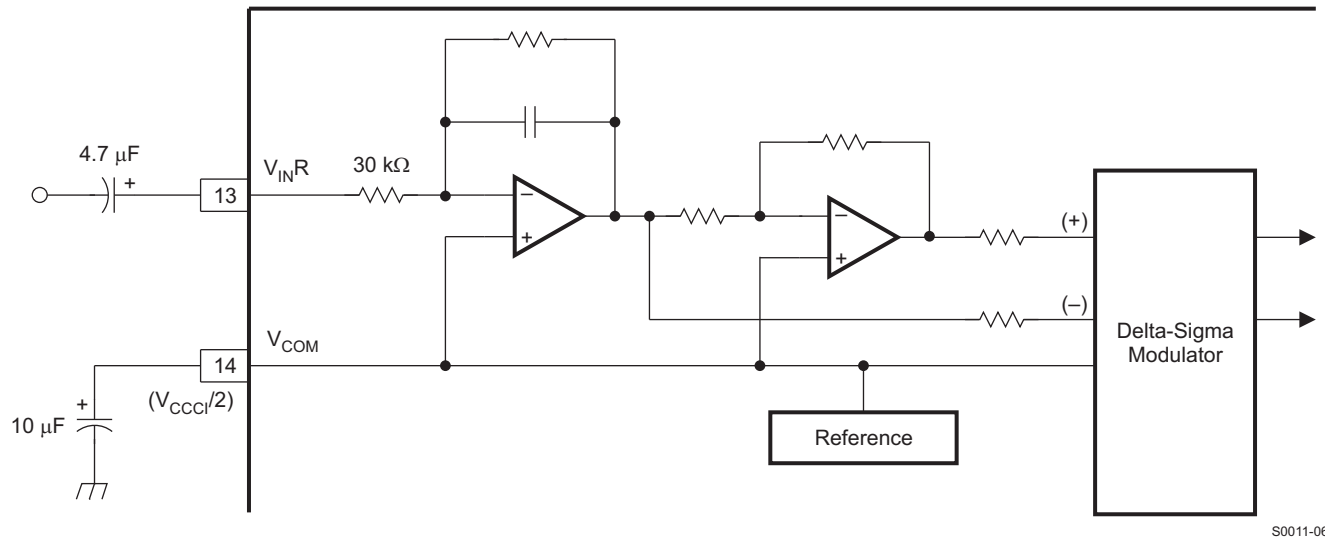 4.7 μF
+
13
V_INR
30 kΩ
–
+
–
+
(+)
(–)
Delta-Sigma
Modulator
V_COM
14
(V_CCCI/2)
+
10 μF
Reference
S0011-06